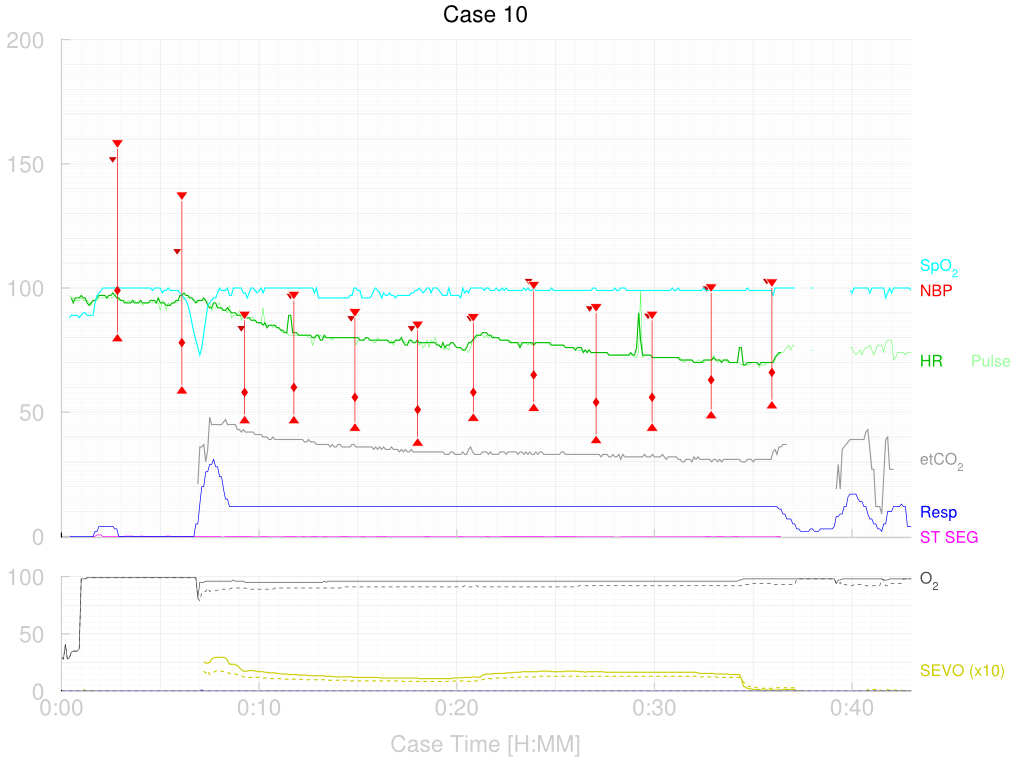 Case 10
200
150
100
50
0
SpO2
NBP
HR Pulse
etCO2
Resp
ST SEG
100
50
0
O2
SEVO (x10)
0:00 0:10 0:20 0:30 0:40
Case Time [H:MM]